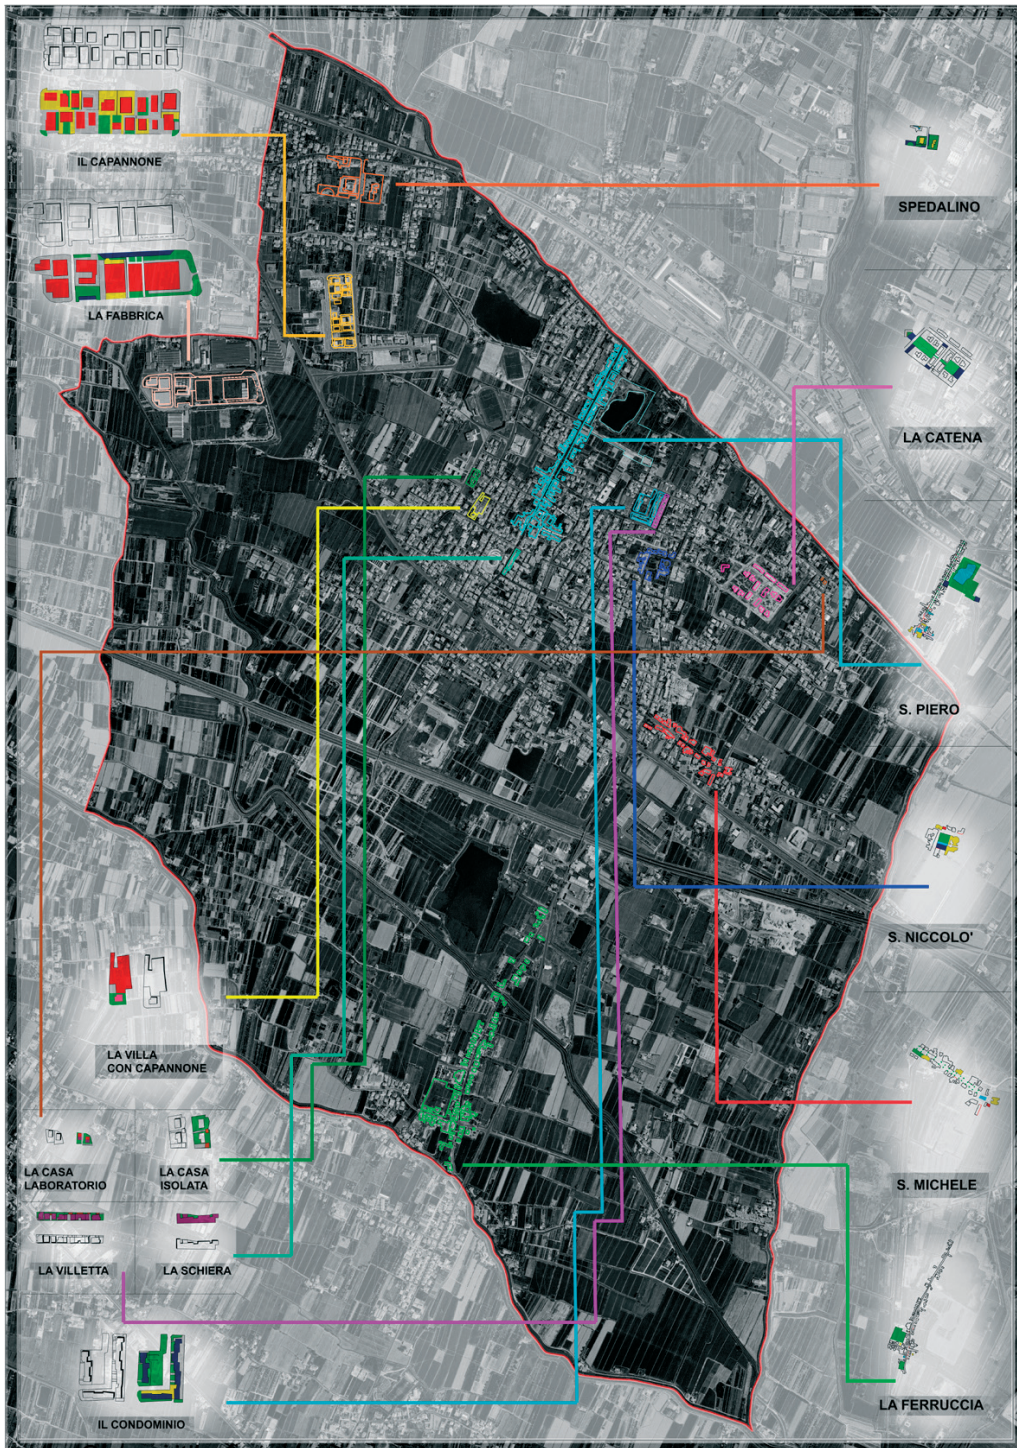 IL CAPANNONE
SPEDALINO
LA FABBRICA
LA CATENA
S. PIERO
S. NICCOLO'
LA VILLA
CON CAPANNONE
LA CASA
LABORATORIO
LA CASA
ISOLATA
S. MICHELE
LA VILLETTA
LA SCHIERA
LA FERRUCCIA
IL CONDOMINIO